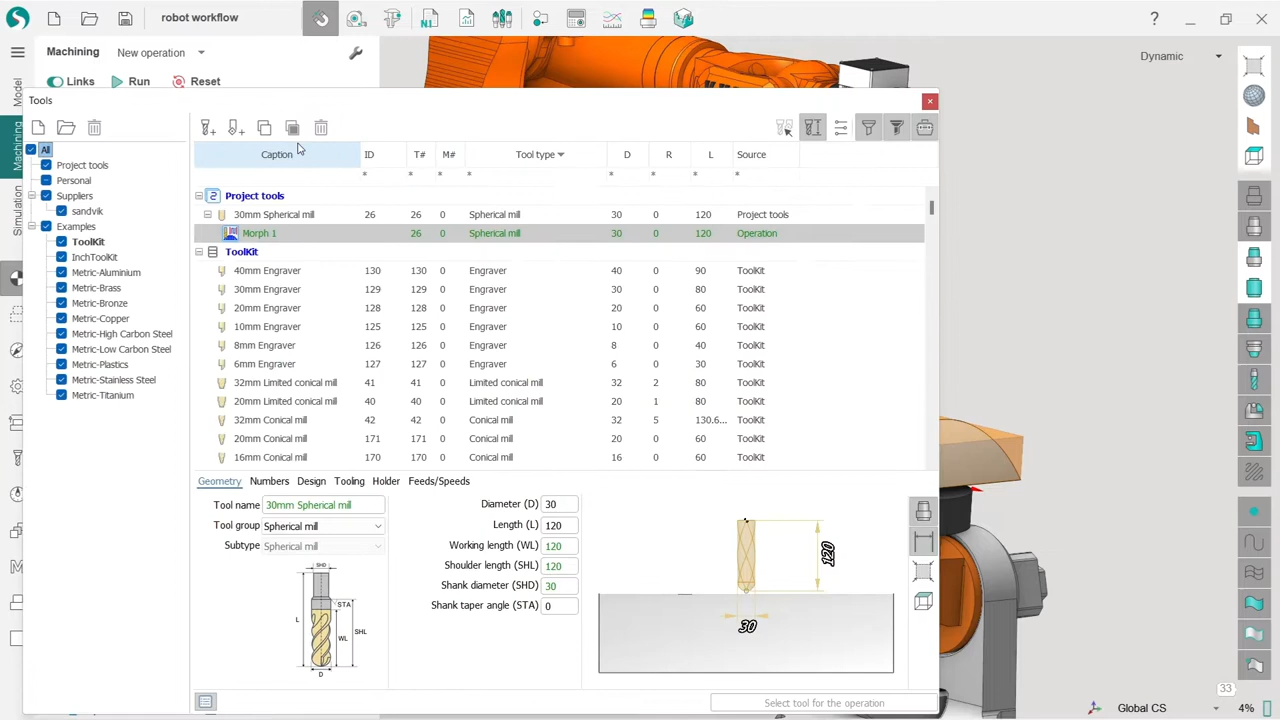 robot workflow
N.1
?
Machining
New operation
Links
Run
Reset
Dynamic
Model
Machining
Simulation
Tools
All
Project tools
Personal
Suppliers
sandvik
Examples
ToolKit
InchToolKit
Metric-Aluminium
Metric-Brass
Metric-Bronze
Metric-Copper
Metric-High Carbon Steel
Metric-Low Carbon Steel
Metric-Plastics
Metric-Stainless Steel
Metric-Titanium
Caption ID T# M# Tool type D R L Source
* * * * * * *
Project tools
30mm Spherical mill 26 26 0 Spherical mill 30 0 120 Project tools
Morph 1 26 0 Spherical mill 30 0 120 Operation
ToolKit
40mm Engraver 130 130 0 Engraver 40 0 90 ToolKit
30mm Engraver 129 129 0 Engraver 30 0 80 ToolKit
20mm Engraver 128 128 0 Engraver 20 0 60 ToolKit
10mm Engraver 125 125 0 Engraver 10 0 60 ToolKit
8mm Engraver 126 126 0 Engraver 8 0 40 ToolKit
6mm Engraver 127 127 0 Engraver 6 0 30 ToolKit
32mm Limited conical mill 41 41 0 Limited conical mill 32 2 80 ToolKit
20mm Limited conical mill 40 40 0 Limited conical mill 20 1 80 ToolKit
32mm Conical mill 42 42 0 Conical mill 32 5 130.6... ToolKit
20mm Conical mill 171 171 0 Conical mill 20 0 60 ToolKit
16mm Conical mill 170 170 0 Conical mill 16 0 60 ToolKit
Geometry Numbers Design Tooling Holder Feeds/Speeds
Tool name 30mm Spherical mill
Tool group Spherical mill
Subtype Spherical mill
SHD
STA
L
WL
SHL
D
Diameter (D) 30
Length (L) 120
Working length (WL) 120
Shoulder length (SHL) 120
Shank diameter (SHD) 30
Shank taper angle (STA) 0
120
30
Select tool for the operation
33
Global CS
4%